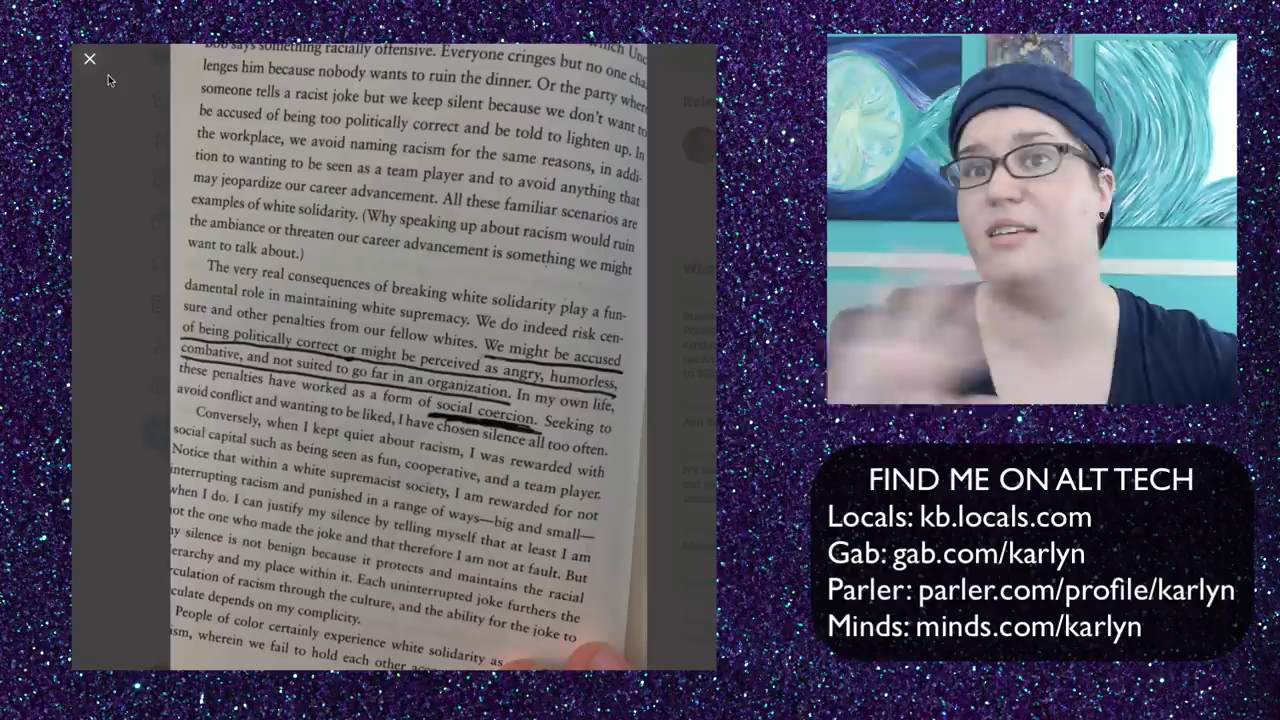 says something racially offensive. Everyone cringes but no one cha
lenges him because nobody wants to ruin the dinner. Or the party where
someone tells a racist joke but we keep silent because we don't want to
be accused of being too politically correct and be told to lighten up. In
the workplace, we avoid naming racism for the same reasons, in addi-
tion to wanting to be seen as a team player and to avoid anything that
may jeopardize our career advancement. All these familiar scenarios are
examples of white solidarity. (Why speaking up about racism would ruin
the ambiance or threaten our career advancement is something we might
want to talk about.)
The very real consequences of breaking white solidarity play a fun-
damental role in maintaining white supremacy. We do indeed risk cen-
sure and other penalties from our fellow whites. We might be accused
of being politically correct or might be perceived as angry, humorless,
combative, and not suited to go far in an organization. In my own life,
these penalties have worked as a form of social coercion. Seeking to
avoid conflict and wanting to be liked, I have chosen silence all too often.
Conversely, when I kept quiet about racism, I was rewarded with
social capital such as being seen as fun, cooperative, and a team player.
Notice that within a white supremacist society, I am rewarded for not
interrupting racism and punished in a range of ways—big and small—
when I do. I can justify my silence by telling myself that at least I am
ot the one who made the joke and that therefore I am not at fault. But
y silence is not benign because it protects and maintains the racial
erarchy and my place within it. Each uninterrupted joke furthers the
culation of racism through the culture, and the ability for the joke to
culate depends on my complicity.
People of color certainly experience white solidarity as
ism, wherein we fail to hold each other
FIND ME ON ALT TECH
Locals: kb.locals.com
Gab: gab.com/karlyn
Parler: parler.com/profile/karlyn
Minds: minds.com/karlyn